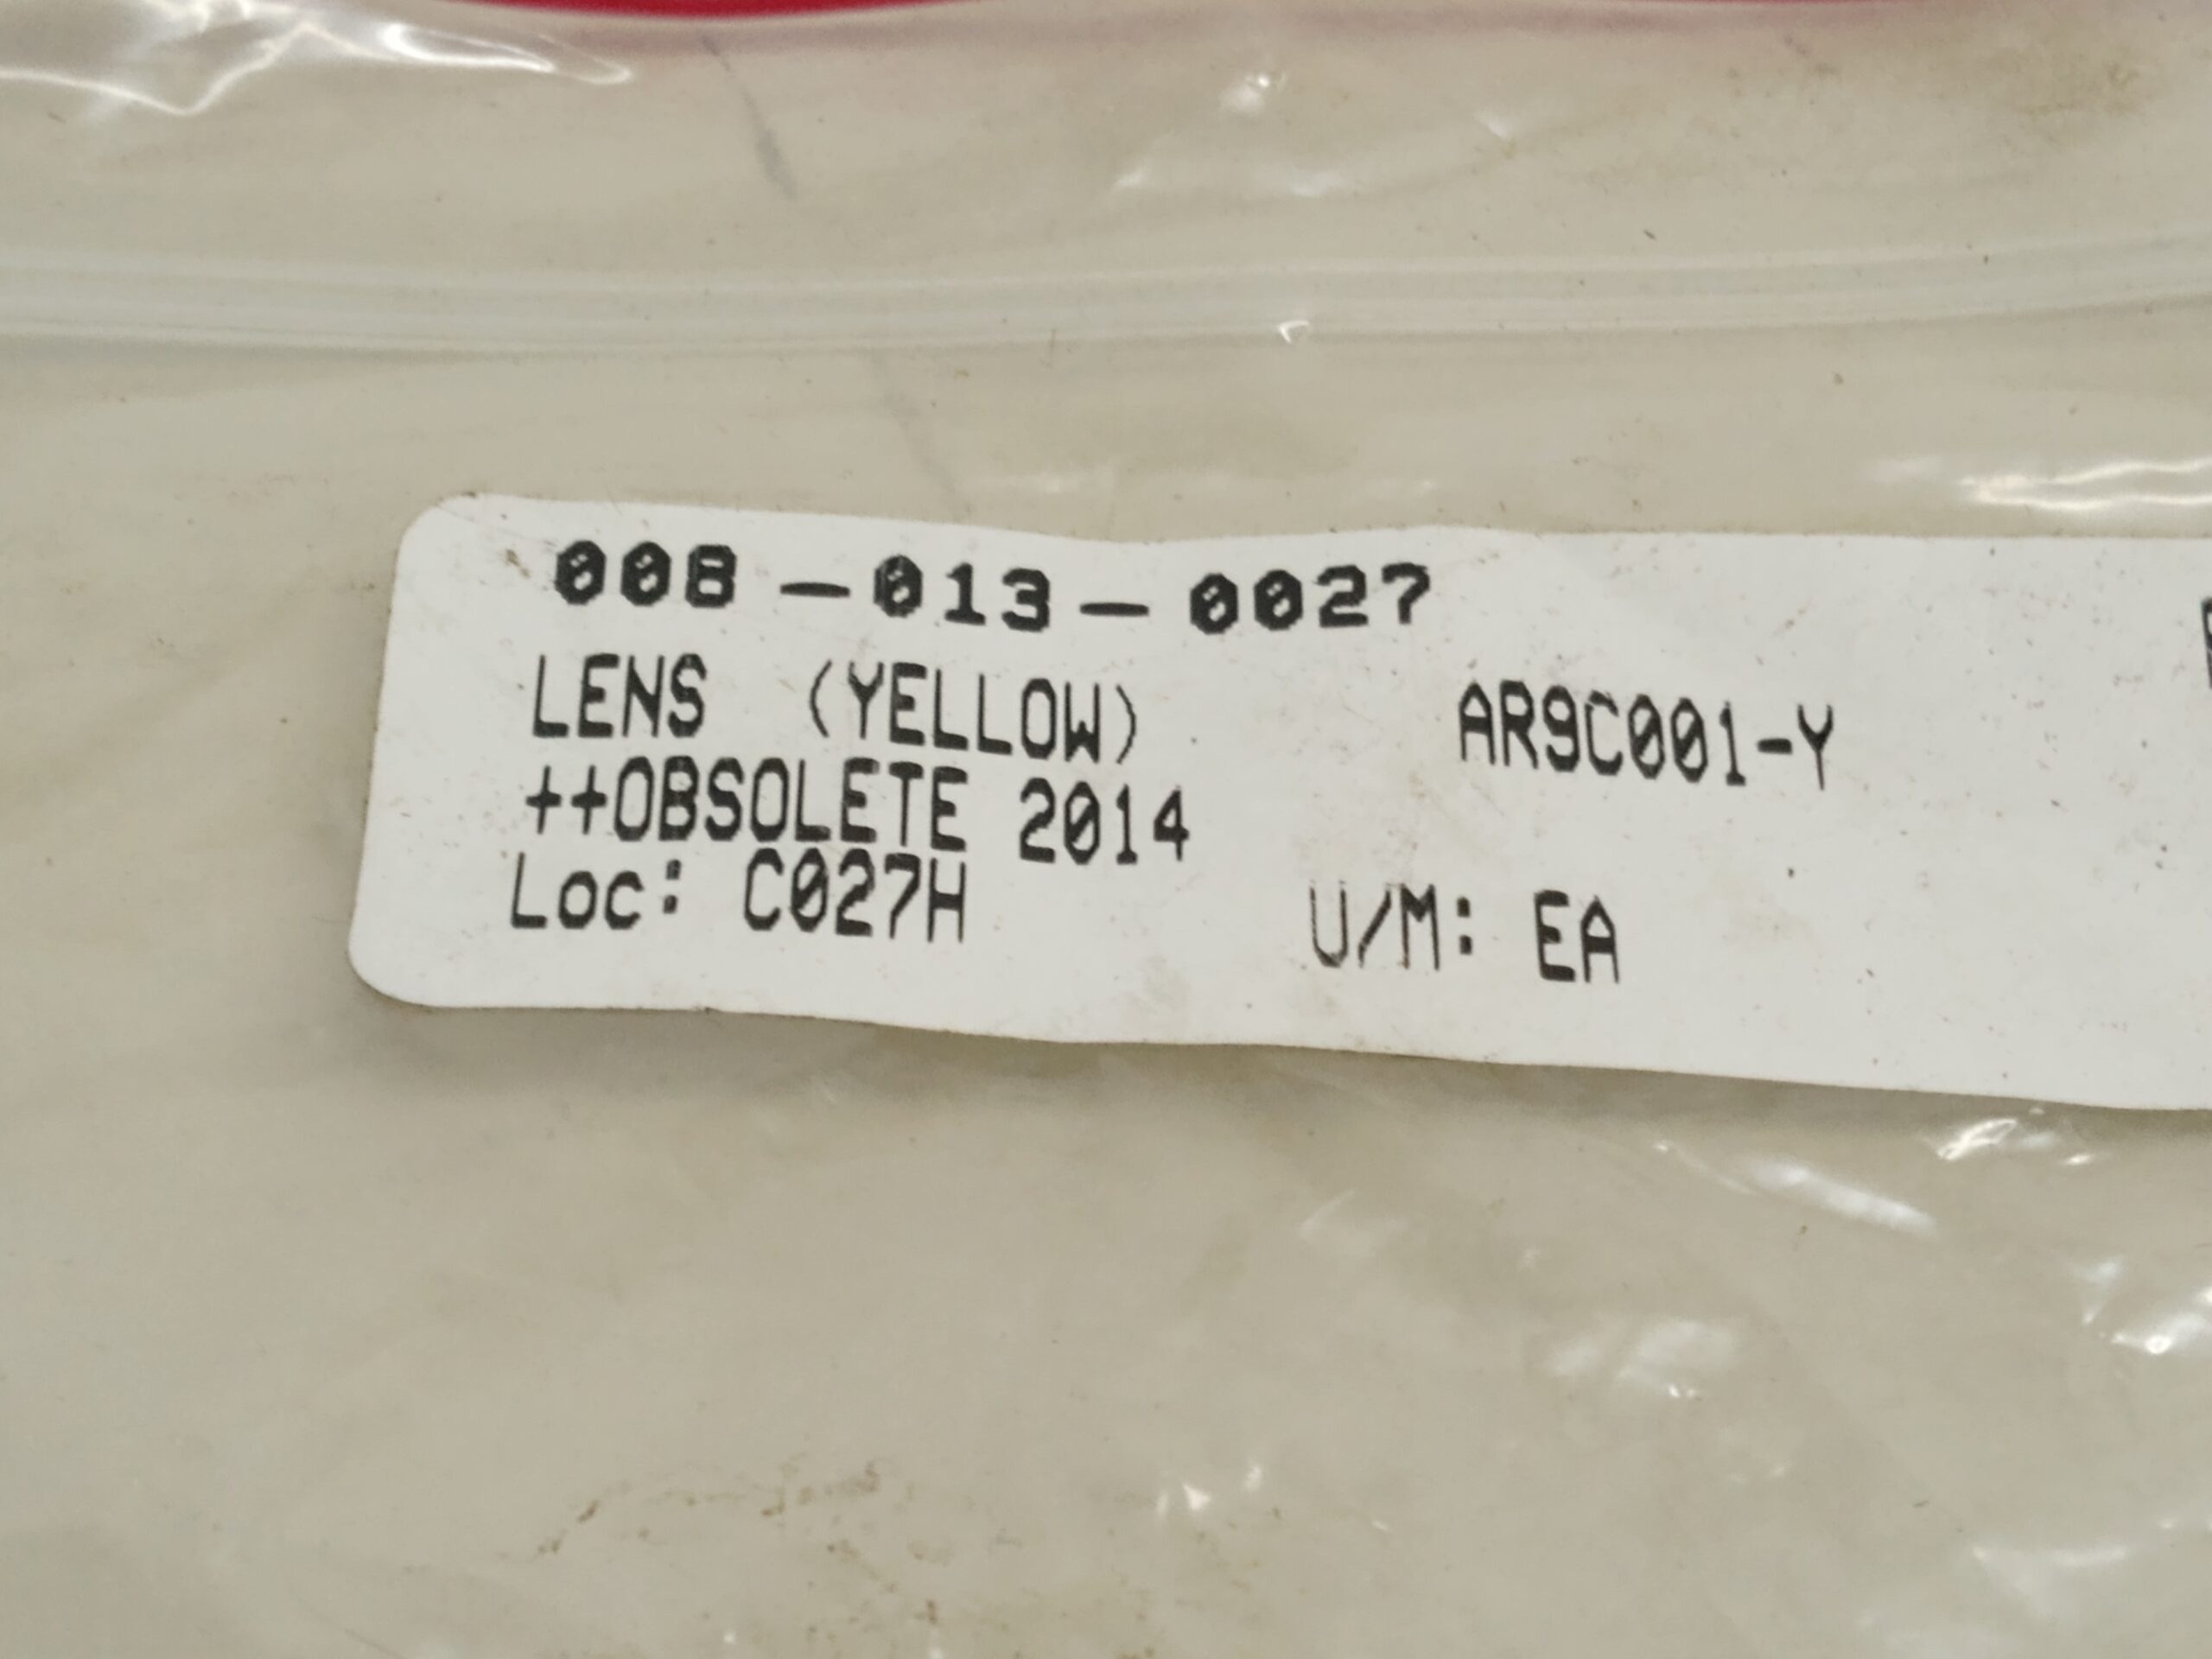 008-013-0027
LENS (YELLOW) AR9C001-Y
++OBSOLETE 2014
Loc: C027H U/M: EA